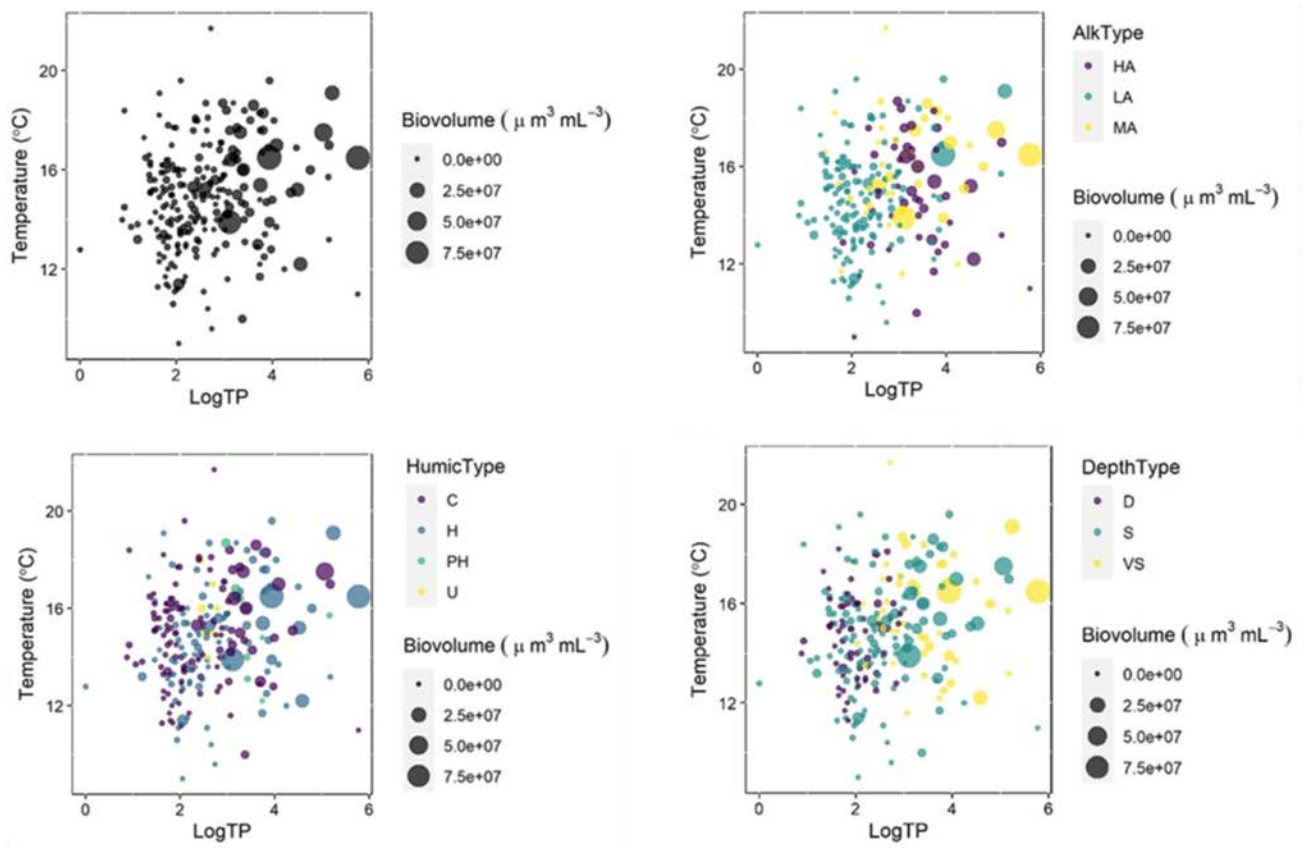 20
16
12
Temperature (°C)
0 2 4 6
LogTP
Biovolume ( μ m³ mL⁻³)
0.0e+00
2.5e+07
5.0e+07
7.5e+07
20
16
12
Temperature (°C)
0 2 4 6
LogTP
AlkType
HA
LA
MA
Biovolume ( μ m³ mL⁻³)
0.0e+00
2.5e+07
5.0e+07
7.5e+07
20
16
12
Temperature (°C)
0 2 4 6
LogTP
HumicType
C
H
PH
U
Biovolume ( μ m³ mL⁻³)
0.0e+00
2.5e+07
5.0e+07
7.5e+07
20
16
12
Temperature (°C)
0 2 4 6
LogTP
DepthType
D
S
VS
Biovolume ( μ m³ mL⁻³)
0.0e+00
2.5e+07
5.0e+07
7.5e+07